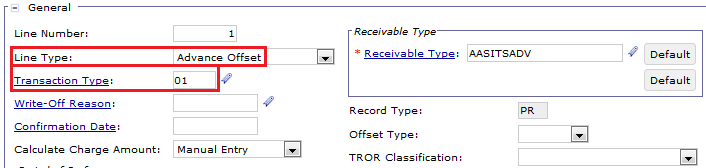 General
Line Number: 1
Line Type: Advance Offset
Transaction Type: 01
Write-Off Reason:
Confirmation Date:
Calculate Charge Amount: Manual Entry
Receivable Type
* Receivable Type: AASITSADV Default
Default
Record Type: PR
Offset Type:
TROR Classification: